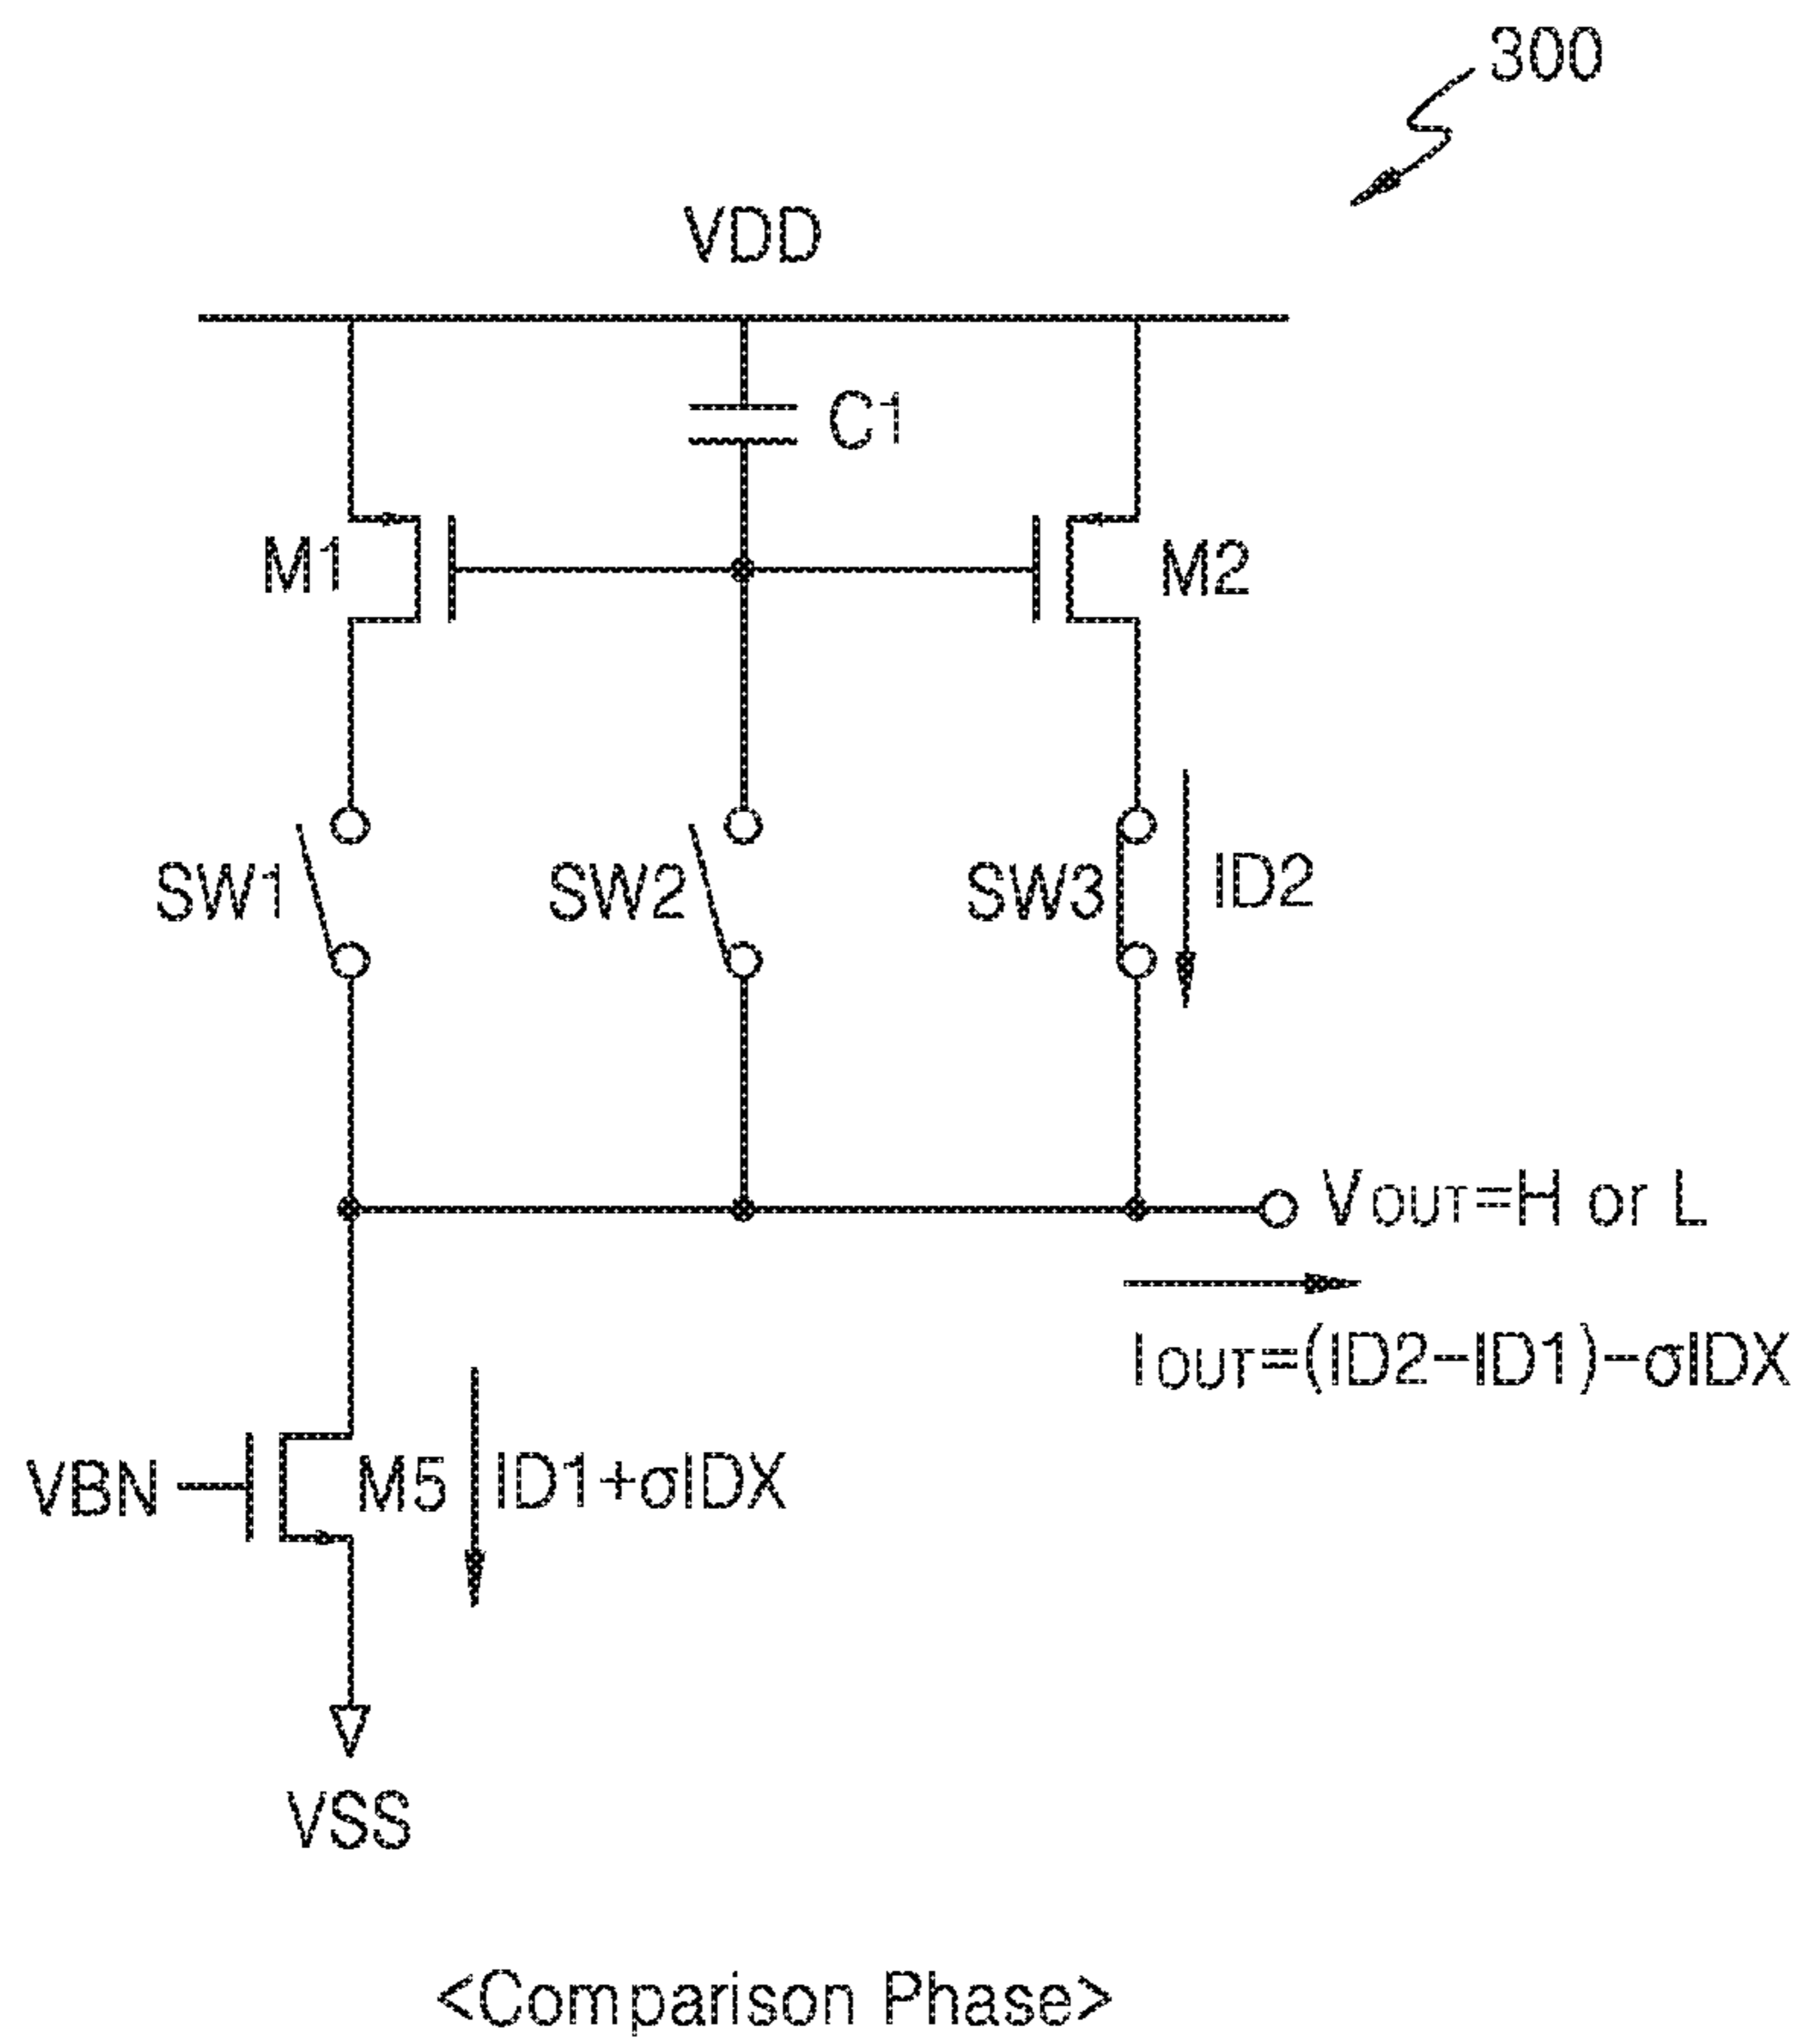 300
VDD
C1
M1
M2
SW1
SW2
SW3
ID2
VOUT=H or L
IOUT=(ID2-ID1)-σIDX
VBN
M5
ID1+σIDX
VSS
<Comparison Phase>